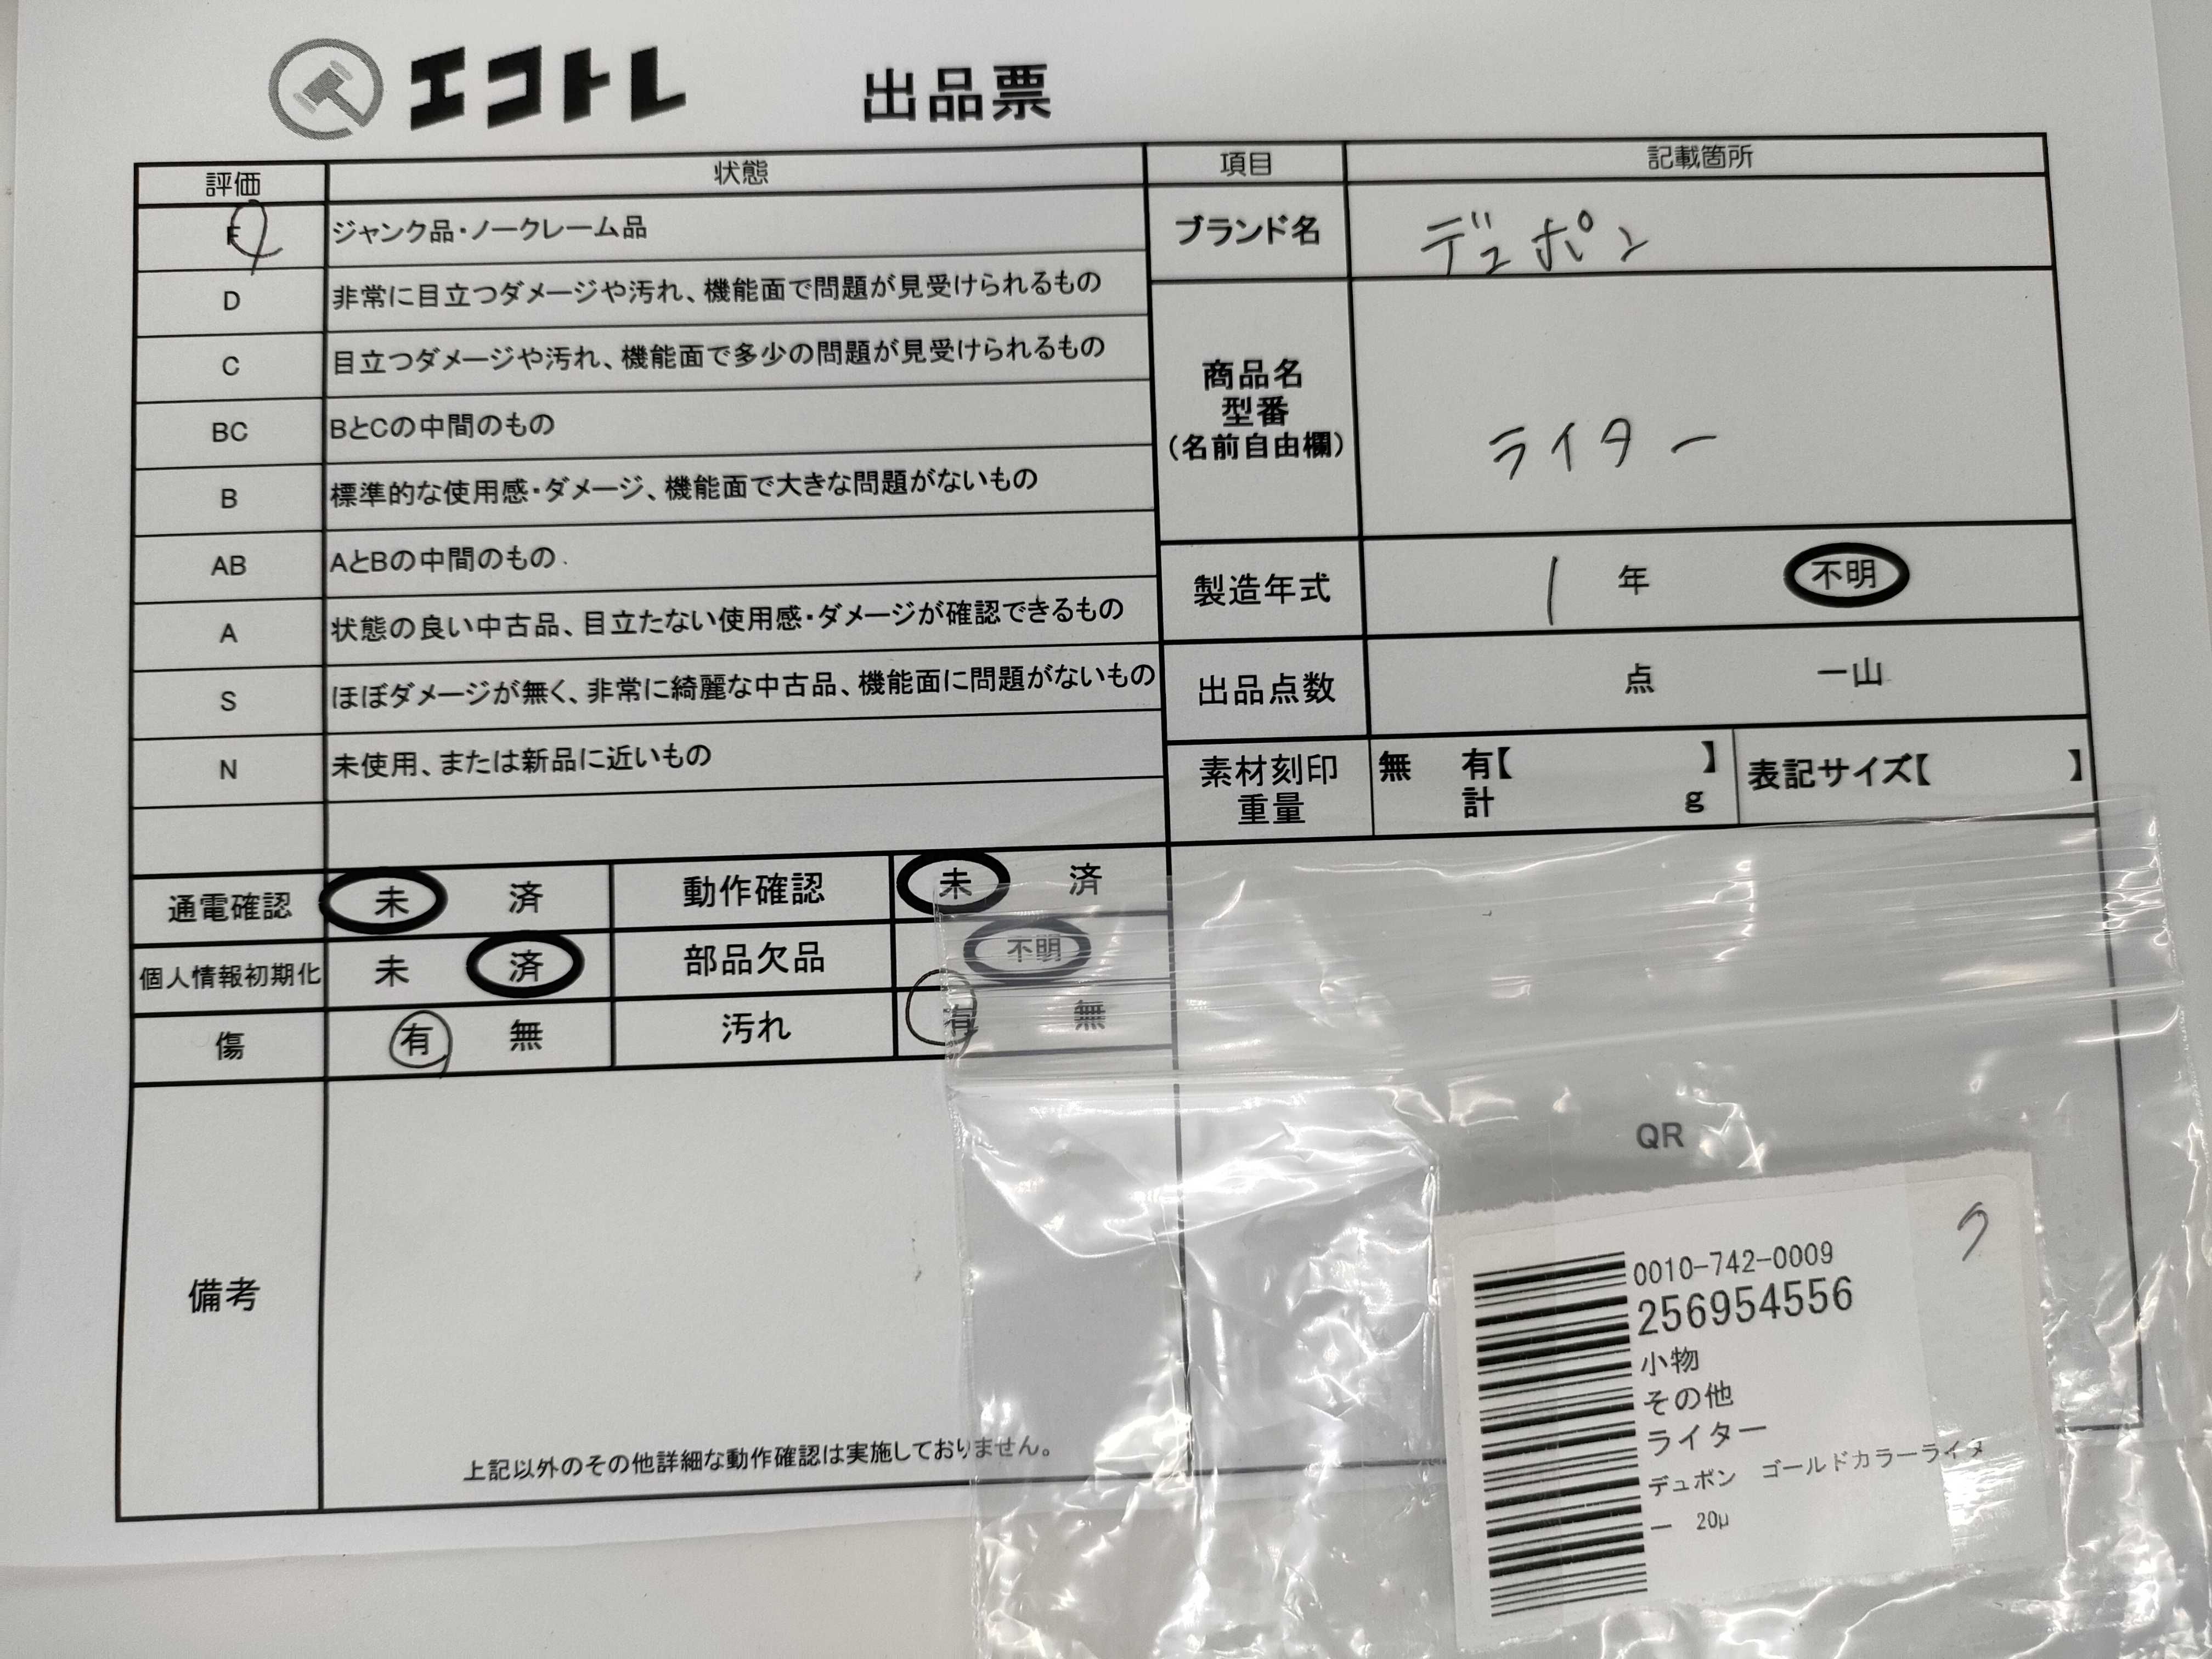 エコトレ 出品票
評価 状態 項目 記載箇所
F ジャンク品・ノークレーム品
D 非常に目立つダメージや汚れ、機能面で問題が見受けられるもの
C 目立つダメージや汚れ、機能面で多少の問題が見受けられるもの
BC BとCの中間のもの
B 標準的な使用感・ダメージ、機能面で大きな問題がないもの
AB AとBの中間のもの
A 状態の良い中古品、目立たない使用感・ダメージが確認できるもの
S ほぼダメージが無く、非常に綺麗な中古品、機能面に問題がないもの
N 未使用、または新品に近いもの
ブランド名 デュポン
商品名
型番
(名前自由欄)
ライター
製造年式 年 不明
出品点数 点 一山
素材刻印
重量
無 有【 】
計 g
表記サイズ【 】
通電確認 未 済 動作確認 未 済
個人情報初期化 未 済 部品欠品 不明
傷 有 無 汚れ 有 無
備考
上記以外のその他詳細な動作確認は実施しておりません。
QR
0010-742-0009
256954556
小物
その他
ライター
デュポン ゴールドカラーライタ
ー 20μ